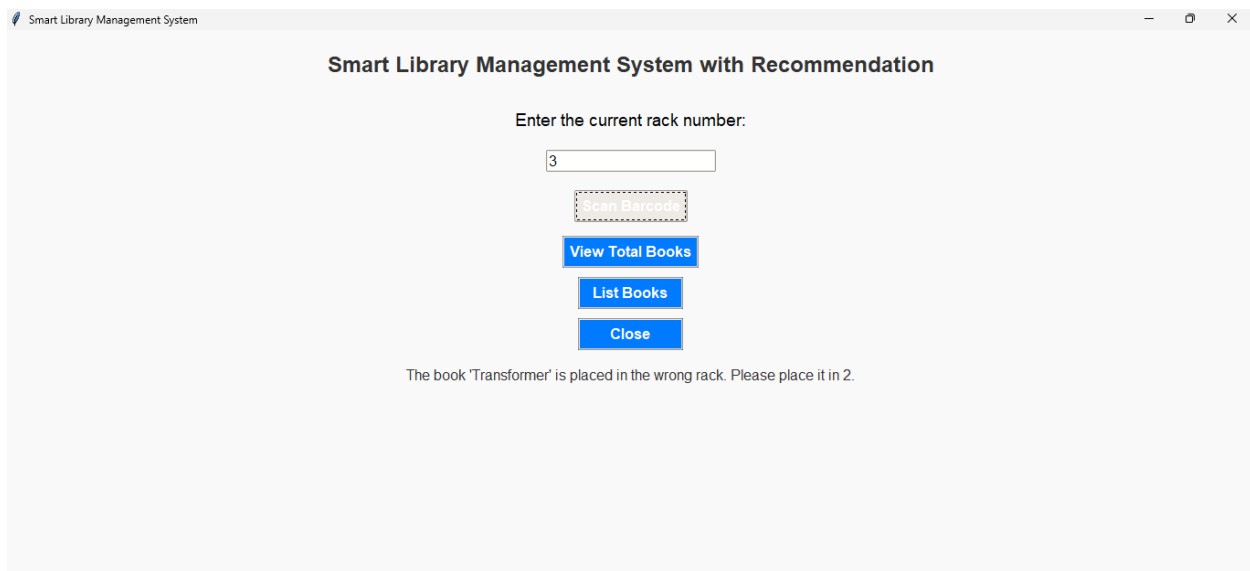 Smart Library Management System
Smart Library Management System with Recommendation
Enter the current rack number:
3
Scan Barcode
View Total Books
List Books
Close
The book 'Transformer' is placed in the wrong rack. Please place it in 2.